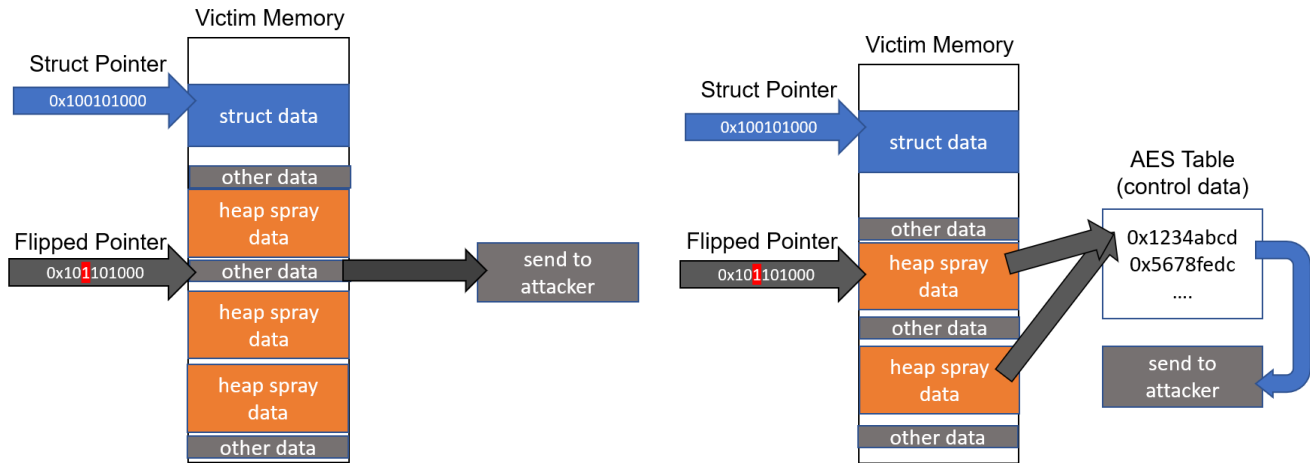 Victim Memory
Struct Pointer
0x100101000
struct data
other data
heap spray
data
Flipped Pointer
0x101101000
other data
send to
attacker
heap spray
data
heap spray
data
other data
Victim Memory
Struct Pointer
0x100101000
struct data
AES Table
(control data)
other data
Flipped Pointer
0x101101000
heap spray
data
0x1234abcd
0x5678fedc
....
other data
heap spray
data
send to
attacker
other data